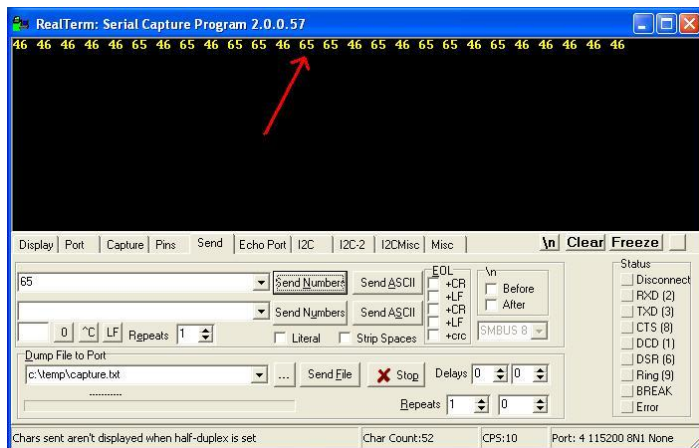 RealTerm: Serial Capture Program 2.0.0.57
46 46 46 46 46 65 46 65 46 65 65 46 65 65 46 65 46 65 65 46 65 46 46 46 46 46
Display Port Capture Pins Send Echo Port I2C I2C-2 I2CMisc Misc \n Clear Freeze
65 Send Numbers Send ASCII
Send Numbers Send ASCII
EOL
+CR
+LF
+CR
+LF
+crc
\n
Before
After
SMBUS 8
0 ^C LF Repeats 1 Literal Strip Spaces
Dump File to Port
c:\temp\capture.txt ... Send File Stop Delays 0 0
Repeats 1 0
Status
Disconnect
RXD (2)
TXD (3)
CTS (8)
DCD (1)
DSR (6)
Ring (9)
BREAK
Error
Chars sent aren't displayed when half-duplex is set Char Count:52 CPS:10 Port: 4 115200 8N1 None